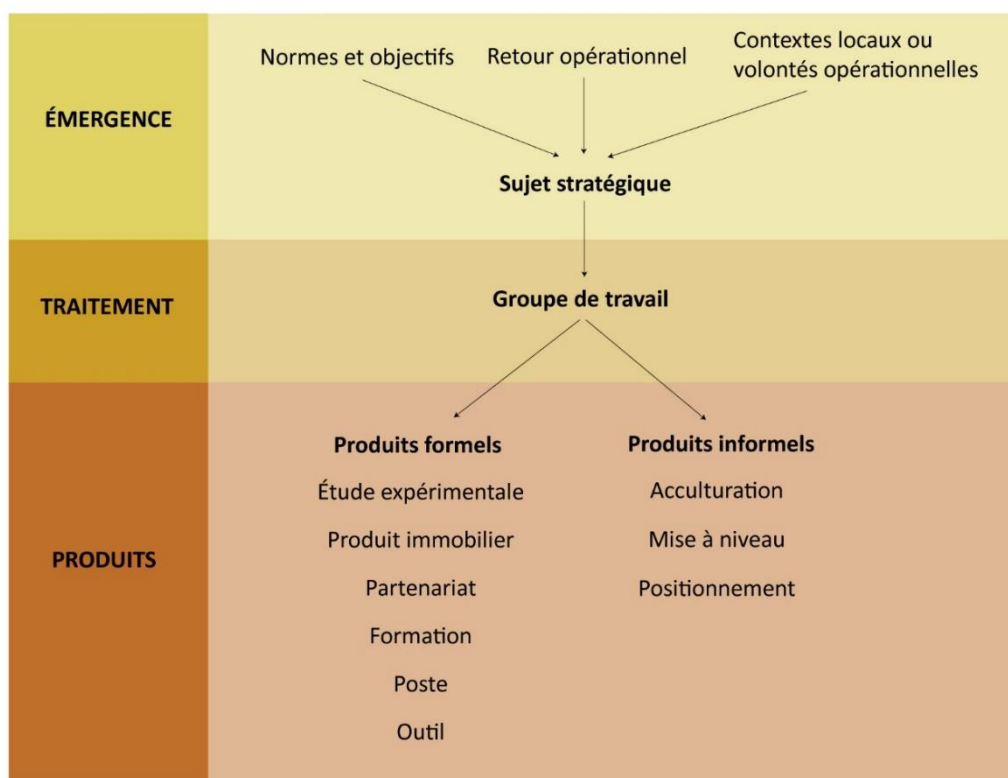 ÉMERGENCE
Normes et objectifs
Retour opérationnel
Contextes locaux ou
volontés opérationnelles
Sujet stratégique
TRAITEMENT
Groupe de travail
PRODUITS
Produits formels
Étude expérimentale
Produit immobilier
Partenariat
Formation
Poste
Outil
Produits informels
Acculturation
Mise à niveau
Positionnement